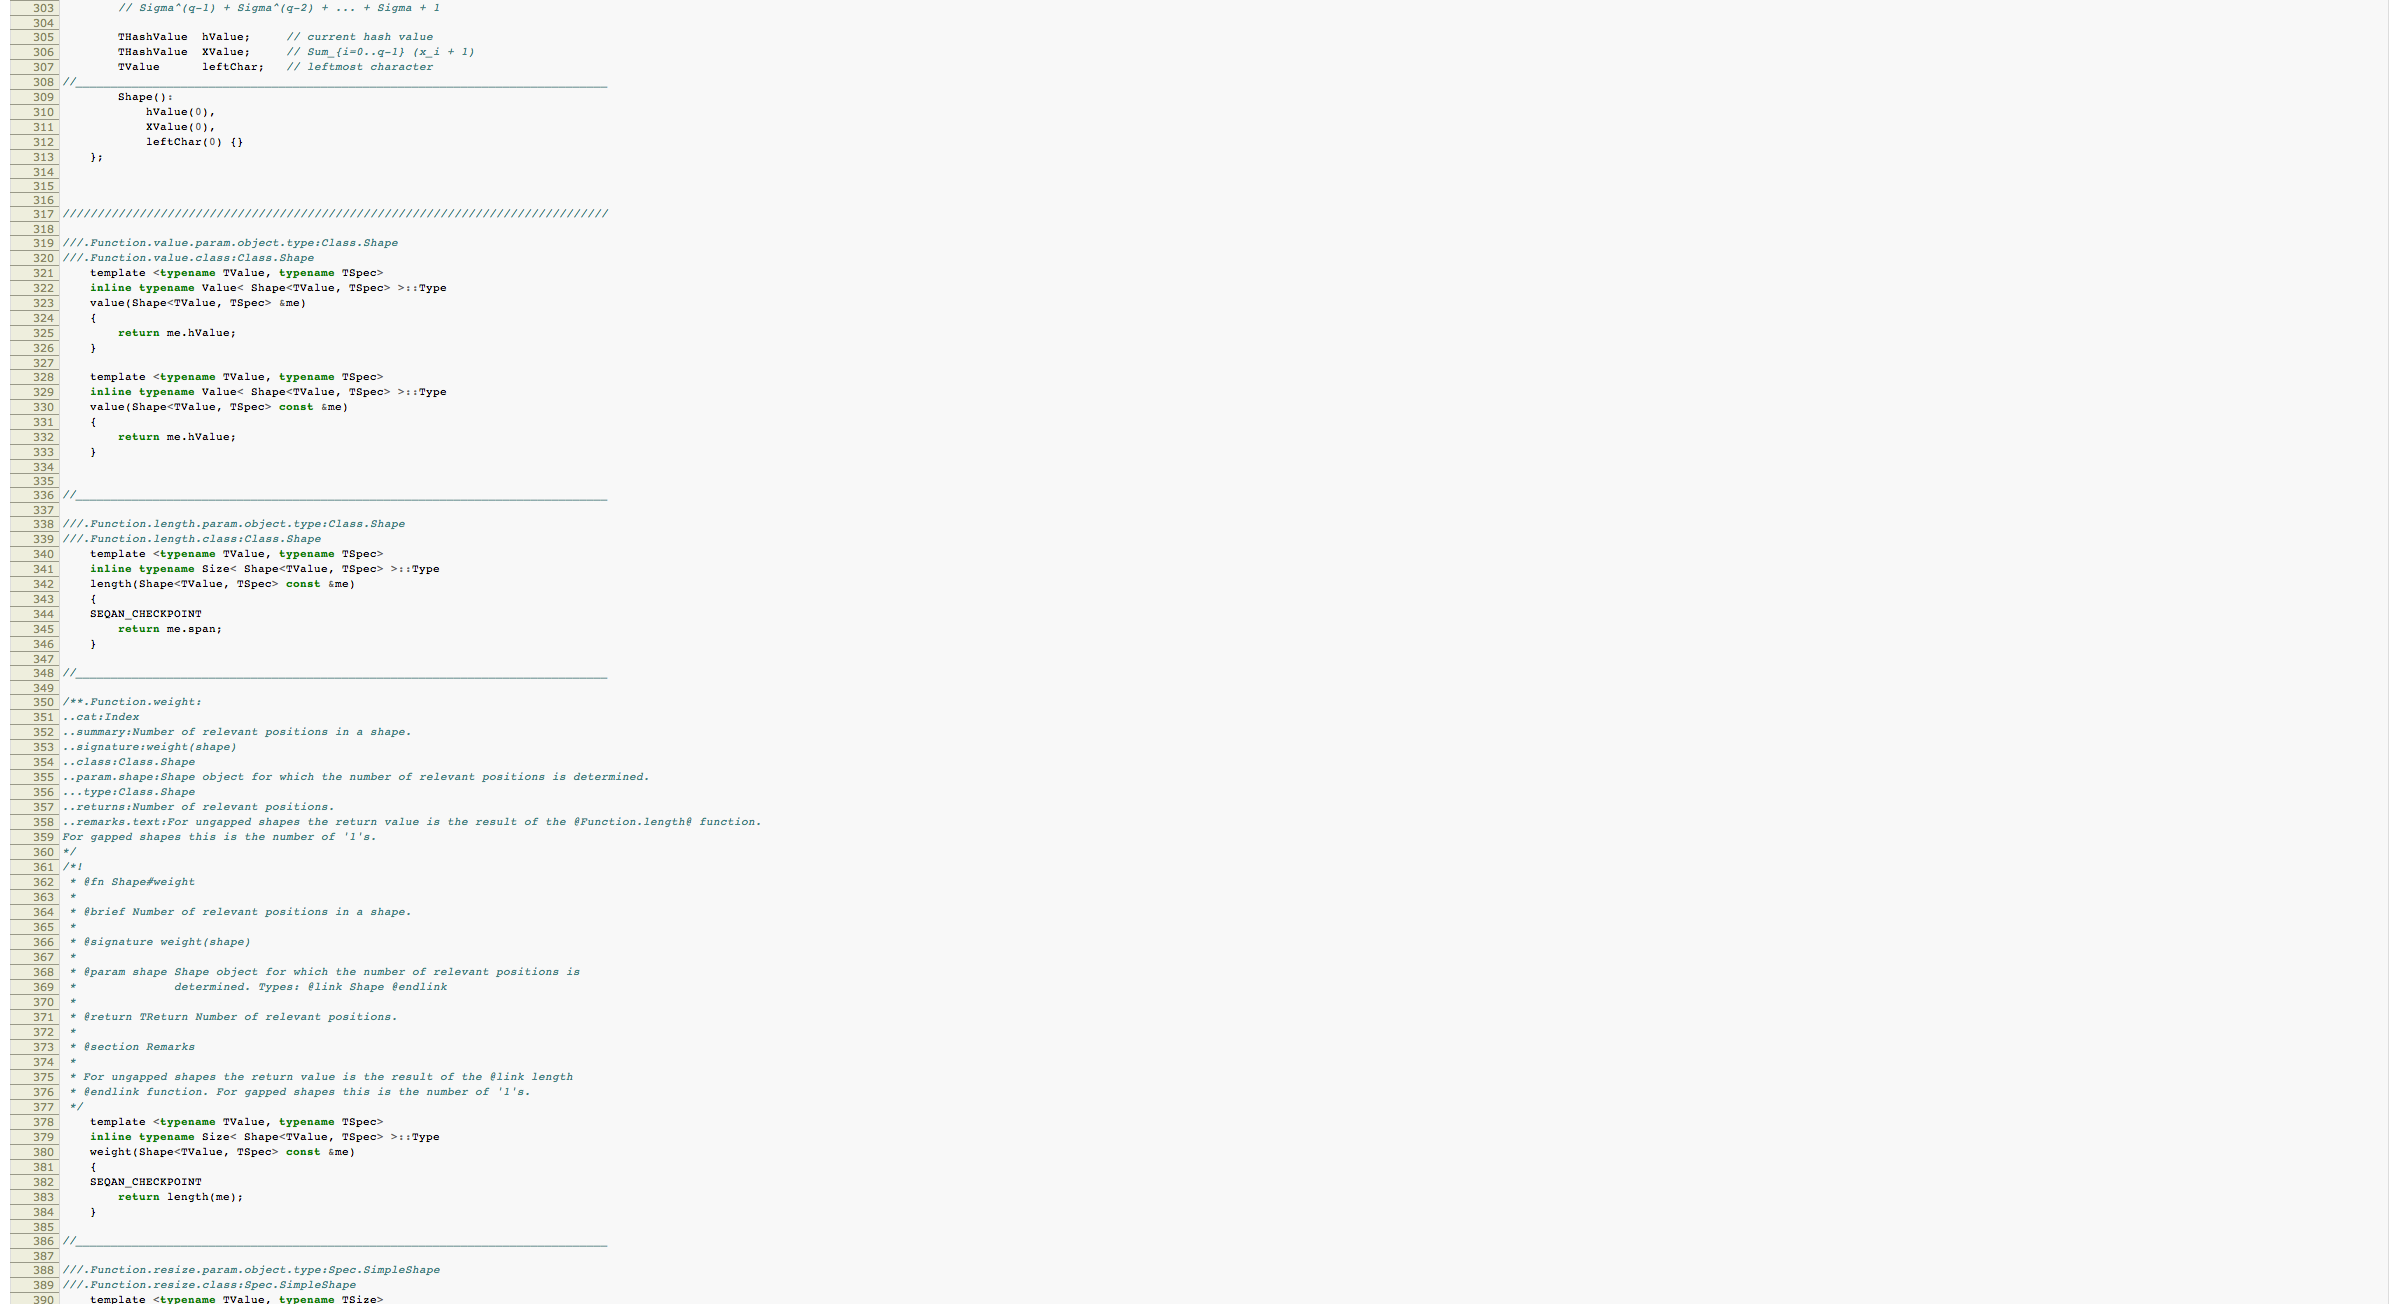 303 // Sigma^(q-1) + Sigma^(q-2) + ... + Sigma + 1
304
305 THashValue hValue; // current hash value
306 THashValue XValue; // Sum_{i=0..q-1} (x_i + 1)
307 TValue leftChar; // leftmost character
308 //____________________________________________________________________________
309 Shape():
310 hValue(0),
311 XValue(0),
312 leftChar(0) {}
313 };
314
315
316
317 //////////////////////////////////////////////////////////////////////////////
318
319 ///.Function.value.param.object.type:Class.Shape
320 ///.Function.value.class:Class.Shape
321 template <typename TValue, typename TSpec>
322 inline typename Value< Shape<TValue, TSpec> >::Type
323 value(Shape<TValue, TSpec> &me)
324 {
325 return me.hValue;
326 }
327
328 template <typename TValue, typename TSpec>
329 inline typename Value< Shape<TValue, TSpec> >::Type
330 value(Shape<TValue, TSpec> const &me)
331 {
332 return me.hValue;
333 }
334
335
336 //____________________________________________________________________________
337
338 ///.Function.length.param.object.type:Class.Shape
339 ///.Function.length.class:Class.Shape
340 template <typename TValue, typename TSpec>
341 inline typename Size< Shape<TValue, TSpec> >::Type
342 length(Shape<TValue, TSpec> const &me)
343 {
344 SEQAN_CHECKPOINT
345 return me.span;
346 }
347
348 //____________________________________________________________________________
349
350 /**.Function.weight:
351 ..cat:Index
352 ..summary:Number of relevant positions in a shape.
353 ..signature:weight(shape)
354 ..class:Class.Shape
355 ..param.shape:Shape object for which the number of relevant positions is determined.
356 ...type:Class.Shape
357 ..returns:Number of relevant positions.
358 ..remarks.text:For ungapped shapes the return value is the result of the @Function.length@ function.
359 For gapped shapes this is the number of '1's.
360 */
361 /*!
362 * @fn Shape#weight
363 *
364 * @brief Number of relevant positions in a shape.
365 *
366 * @signature weight(shape)
367 *
368 * @param shape Shape object for which the number of relevant positions is
369 * determined. Types: @link Shape @endlink
370 *
371 * @return TReturn Number of relevant positions.
372 *
373 * @section Remarks
374 *
375 * For ungapped shapes the return value is the result of the @link length
376 * @endlink function. For gapped shapes this is the number of '1's.
377 */
378 template <typename TValue, typename TSpec>
379 inline typename Size< Shape<TValue, TSpec> >::Type
380 weight(Shape<TValue, TSpec> const &me)
381 {
382 SEQAN_CHECKPOINT
383 return length(me);
384 }
385
386 //____________________________________________________________________________
387
388 ///.Function.resize.param.object.type:Spec.SimpleShape
389 ///.Function.resize.class:Spec.SimpleShape
390 template <typename TValue, typename TSize>